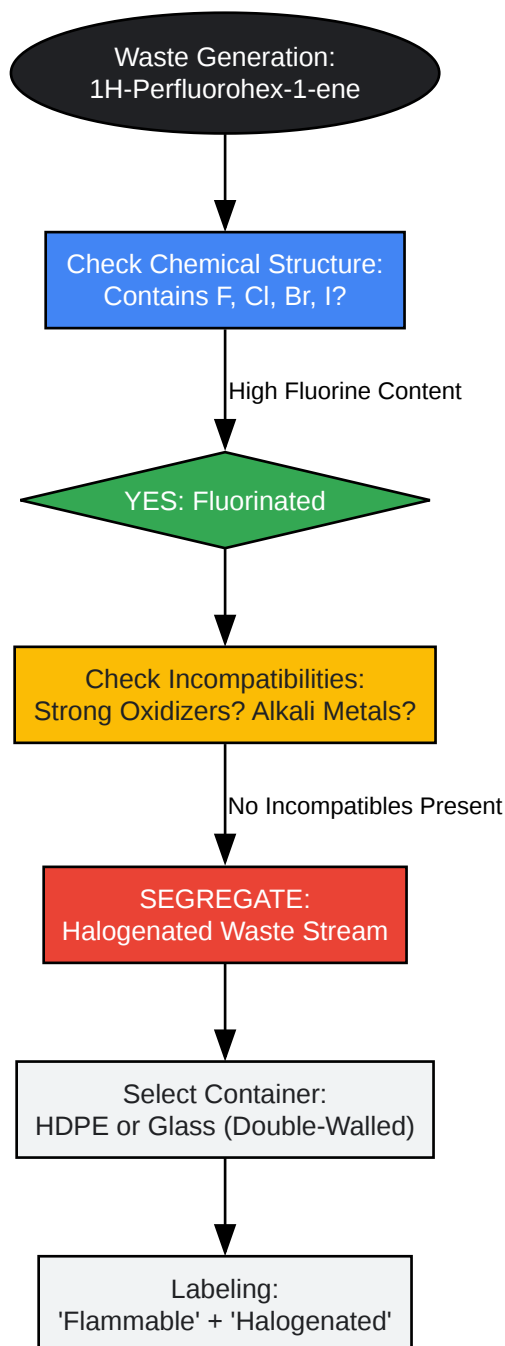 Waste Generation:
1H-Perfluorohex-1-ene
Check Chemical Structure:
Contains F, Cl, Br, I?
High Fluorine Content
YES: Fluorinated
Check Incompatibilities:
Strong Oxidizers? Alkali Metals?
No Incompatibles Present
SEGREGATE:
Halogenated Waste Stream
Select Container:
HDPE or Glass (Double-Walled)
Labeling:
'Flammable' + 'Halogenated'